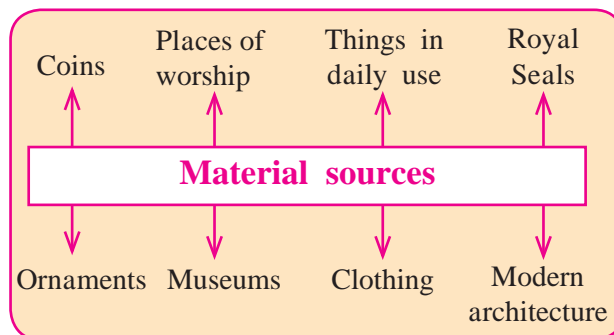 Coins
Places of
worship
Things in
daily use
Royal
Seals
Material sources
Ornaments
Museums
Clothing
Modern
architecture